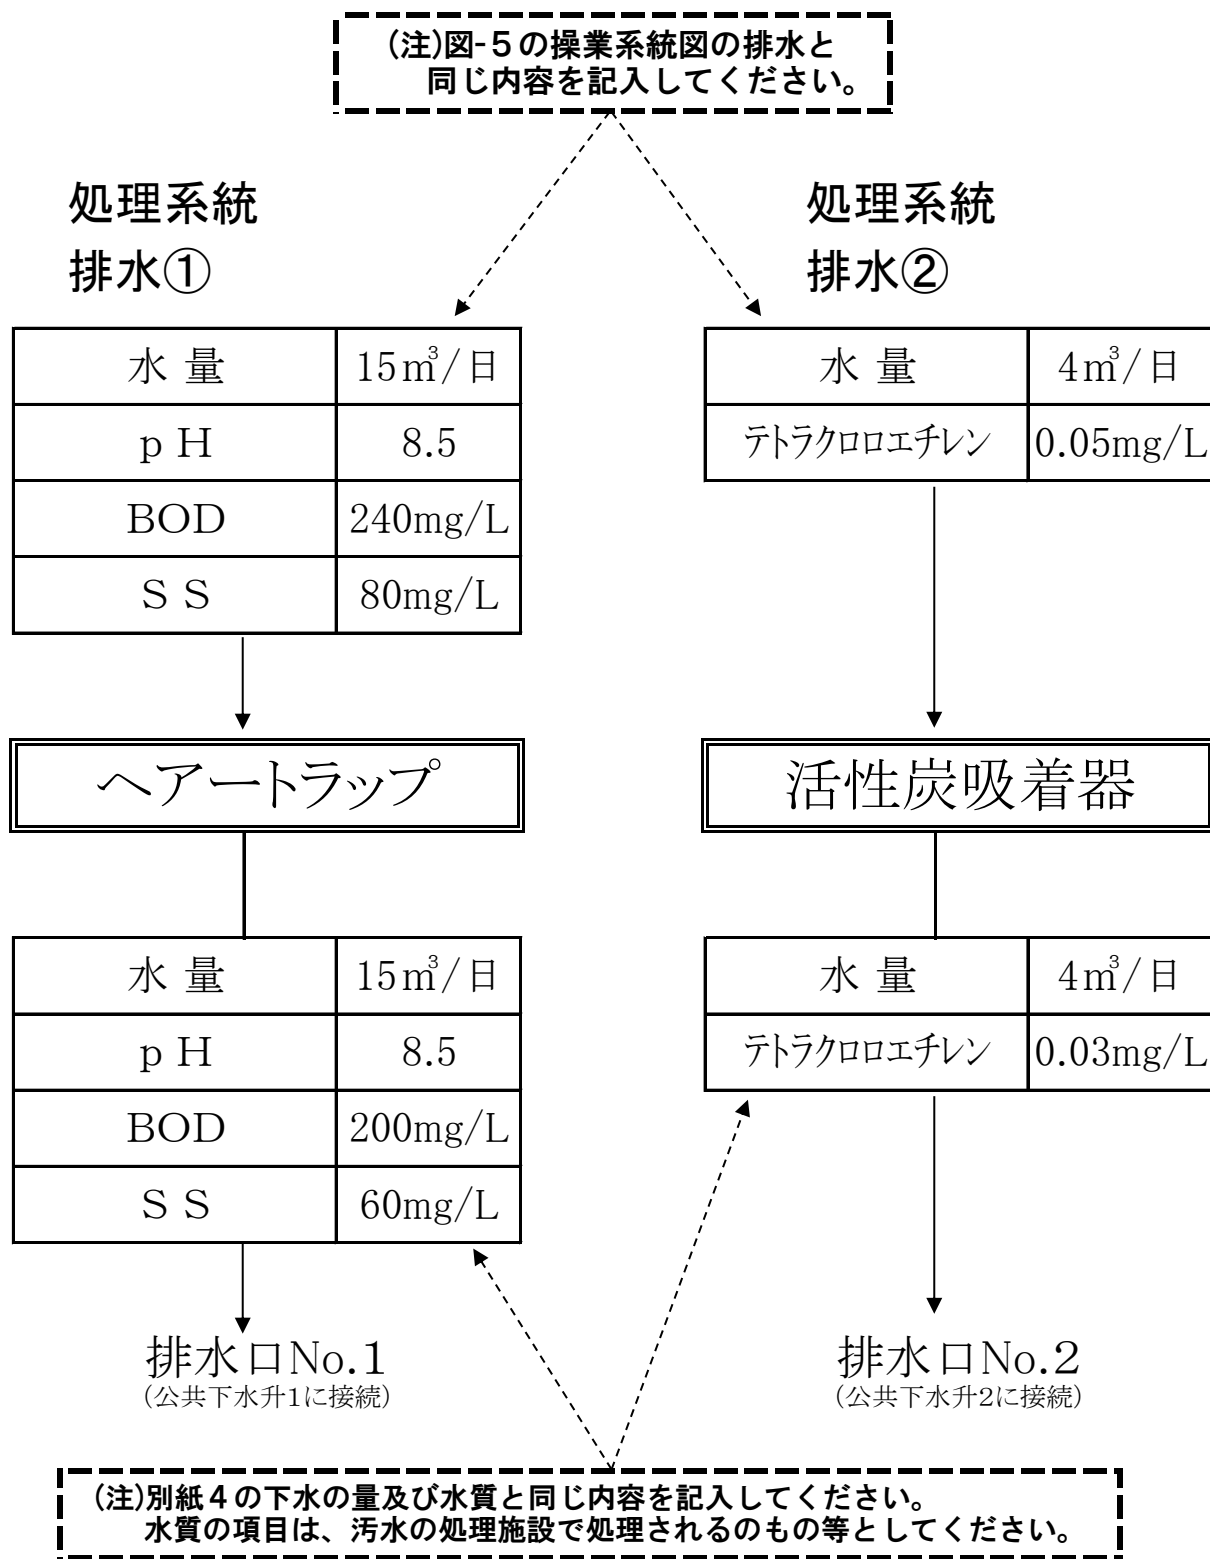 (注)図-5の操業系統図の排水と
同じ内容を記入してください。
処理系統
排水①
処理系統
排水②
水 量 15㎥/日
pH 8.5
BOD 240mg/L
SS 80mg/L
水 量 4㎥/日
テトラクロロエチレン 0.05mg/L
ヘアートラップ
活性炭吸着器
水 量 15㎥/日
pH 8.5
BOD 200mg/L
SS 60mg/L
水 量 4㎥/日
テトラクロロエチレン 0.03mg/L
排水口No.1
(公共下水升1に接続)
排水口No.2
(公共下水升2に接続)
(注)別紙4の下水の量及び水質と同じ内容を記入してください。
水質の項目は、汚水の処理施設で処理されるのもの等としてください。